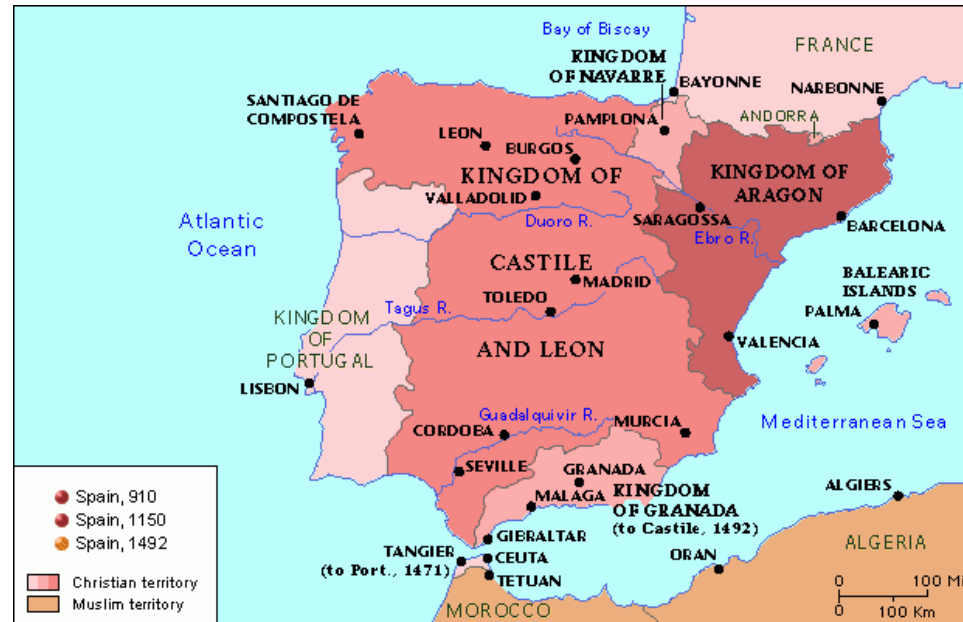 Bay of Biscay
FRANCE
KINGDOM
OF NAVARRE
BAYONNE
NARBONNE
SANTIAGO DE
COMPOSTELA
PAMPLONA
ANDORRA
LEON
BURGOS
KINGDOM OF
KINGDOM OF
ARAGON
VALLADOLID
SARAGOSSA
Duoro R.
Ebro R.
BARCELONA
Atlantic
Ocean
CASTILE
MADRID
BALEARIC
ISLANDS
TOLEDO
Tagus R.
PALMA
KINGDOM
OF
PORTUGAL
AND LEON
VALENCIA
LISBON
Guadalquivir R.
MURCIA
Mediterranean Sea
CORDOBA
SEVILLE
GRANADA
MALAGA
KINGDOM
OF GRANADA
(to Castile, 1492)
ALGIERS
GIBRALTAR
ALGERIA
TANGIER
(to Port., 1471)
CEUTA
ORAN
TETUAN
MOROCCO
Spain, 910
Spain, 1150
Spain, 1492
Christian territory
Muslim territory
0 100 Mi
0 100 Km